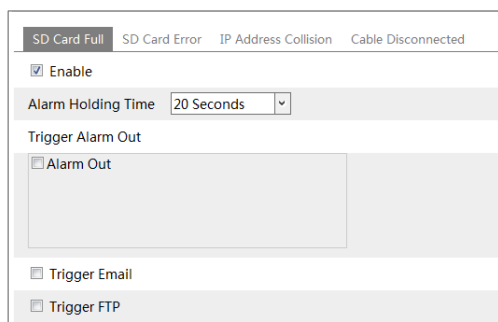 SD Card Full SD Card Error IP Address Collision Cable Disconnected
Enable
Alarm Holding Time 20 Seconds
Trigger Alarm Out
Alarm Out
Trigger Email
Trigger FTP